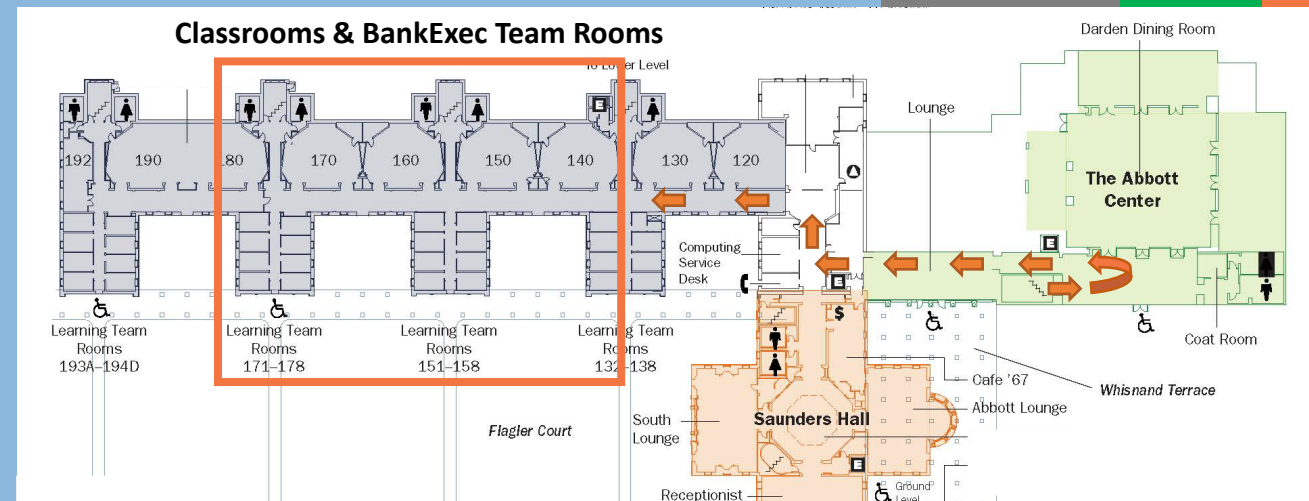 Classrooms & BankExec Team Rooms
Darden Dining Room
To Lower Level
Lounge
192
190
180
170
160
150
140
130
120
E
The Abbott
Center
E
Computing
Service
Desk
E
$
Learning Team
Rooms
193A–194D
Learning Team
Rooms
171–178
Learning Team
Rooms
151–158
Learning Team
Rooms
132–138
Coat Room
Cafe '67
Whisnand Terrace
Abbott Lounge
South
Lounge
Saunders Hall
Flagler Court
E
Ground
Level
Receptionist